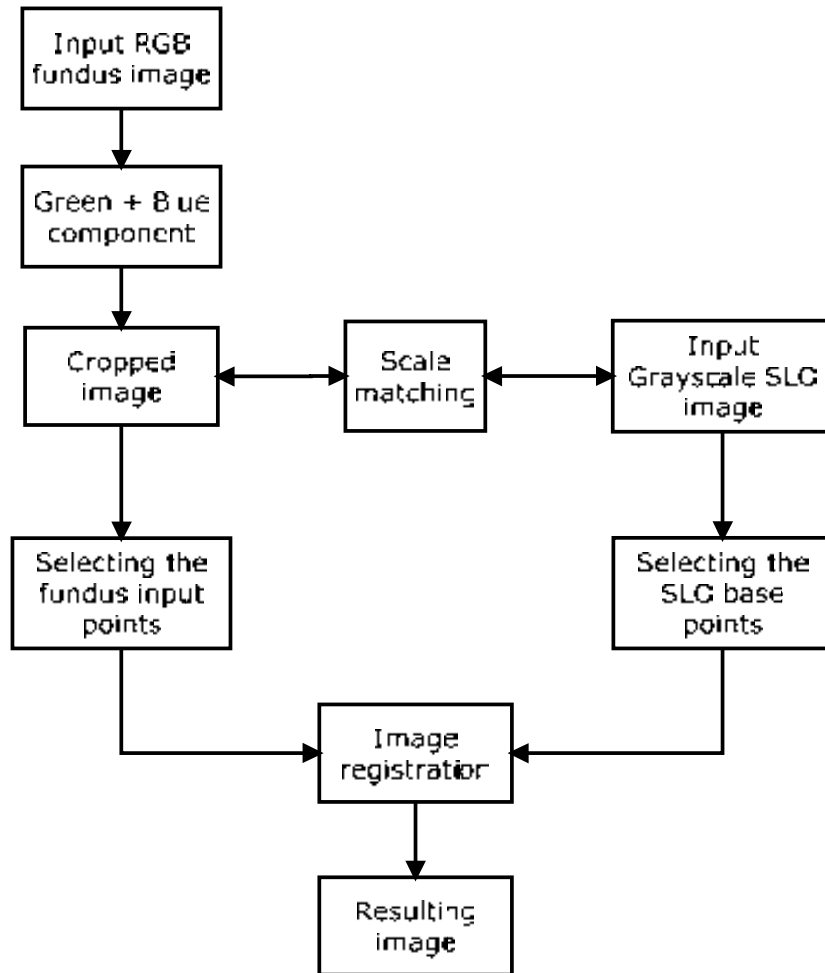 Input RGB
fundus image
Green + B ue
component
Cropped
image
Scale
matching
Input
Grayscale SLO
image
Selecting the
fundus input
points
Selecting the
SLO base
points
Image
registration
Resulting
image